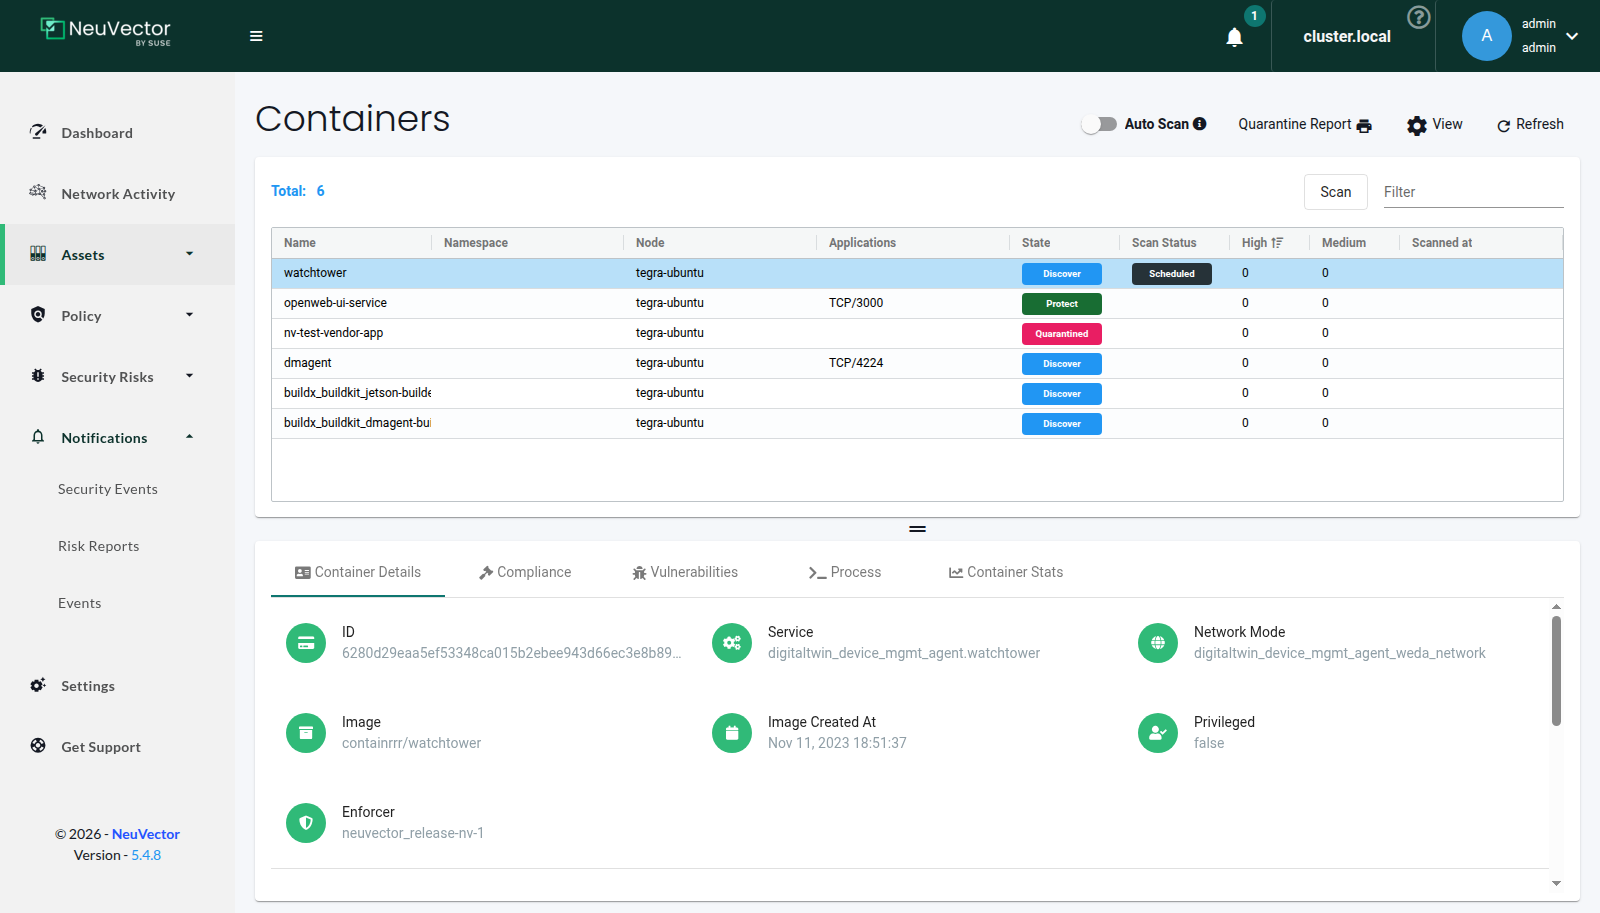 NeuVector
BY SUSE
1
cluster.local
?
A
admin
admin
Dashboard
Network Activity
Assets
Policy
Security Risks
Notifications
Security Events
Risk Reports
Events
Settings
Get Support
© 2026 - NeuVector
Version - 5.4.8
Containers
Auto Scan
Quarantine Report
View
Refresh
Total: 6
Scan
Filter
Name Namespace Node Applications State Scan Status High Medium Scanned at
watchtower tegra-ubuntu Discover Scheduled 0 0
openweb-ui-service tegra-ubuntu TCP/3000 Protect 0 0
nv-test-vendor-app tegra-ubuntu Quarantined 0 0
dmagent tegra-ubuntu TCP/4224 Discover 0 0
buildx_buildkit_jetson-builde tegra-ubuntu Discover 0 0
buildx_buildkit_dmagent-bui tegra-ubuntu Discover 0 0
Container Details Compliance Vulnerabilities Process Container Stats
ID
6280d29eaa5ef53348ca015b2ebee943d66ec3e8b89...
Service
digitaltwin_device_mgmt_agent.watchtower
Network Mode
digitaltwin_device_mgmt_agent_weda_network
Image
containrrr/watchtower
Image Created At
Nov 11, 2023 18:51:37
Privileged
false
Enforcer
neuvector_release-nv-1